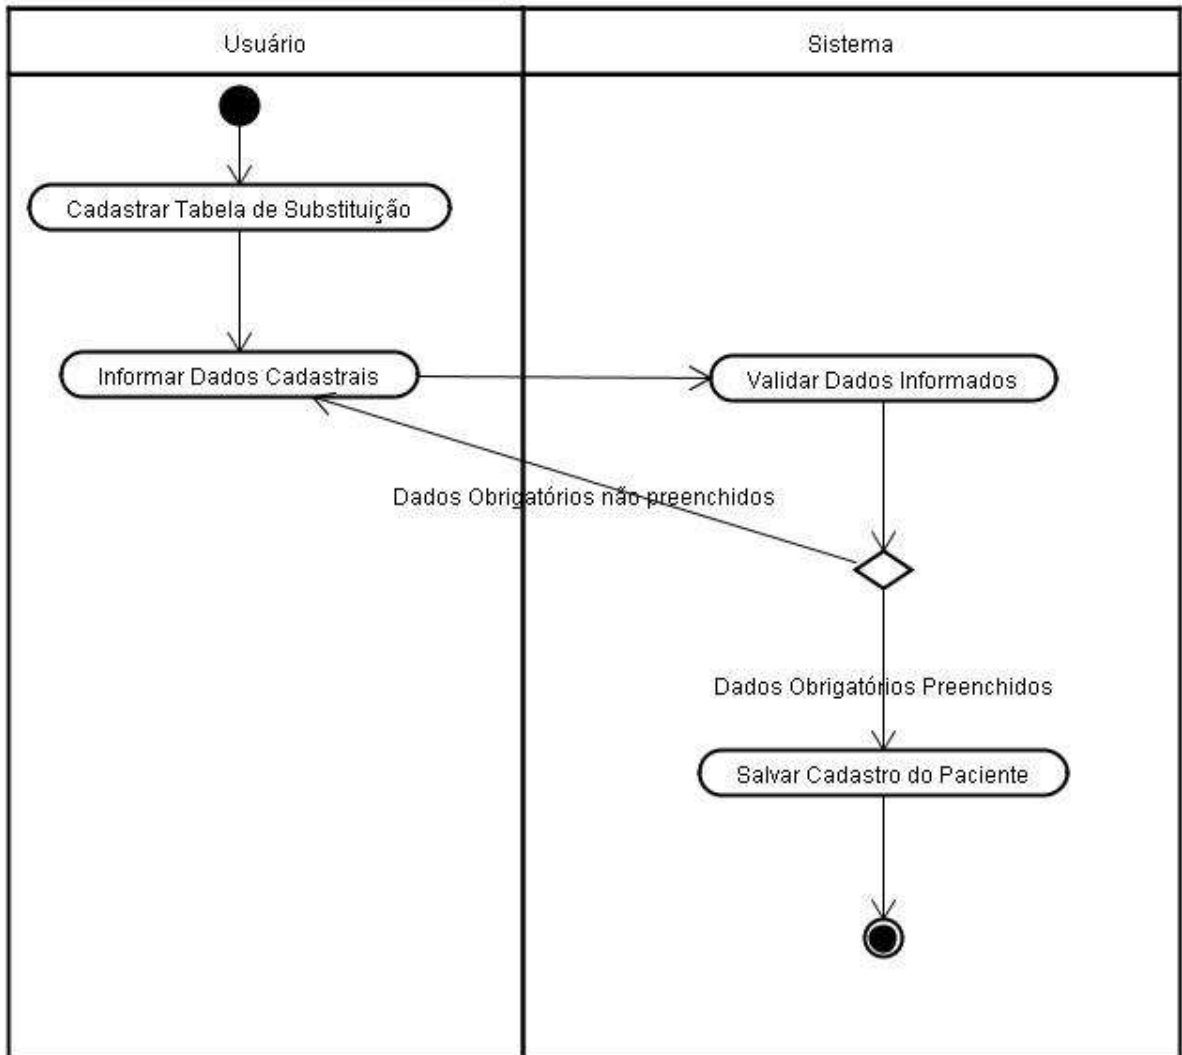 Usuário
Sistema
Cadastrar Tabela de Substituição
Informar Dados Cadastrais
Validar Dados Informados
Dados Obrigatórios não preenchidos
Dados Obrigatórios Preenchidos
Salvar Cadastro do Paciente